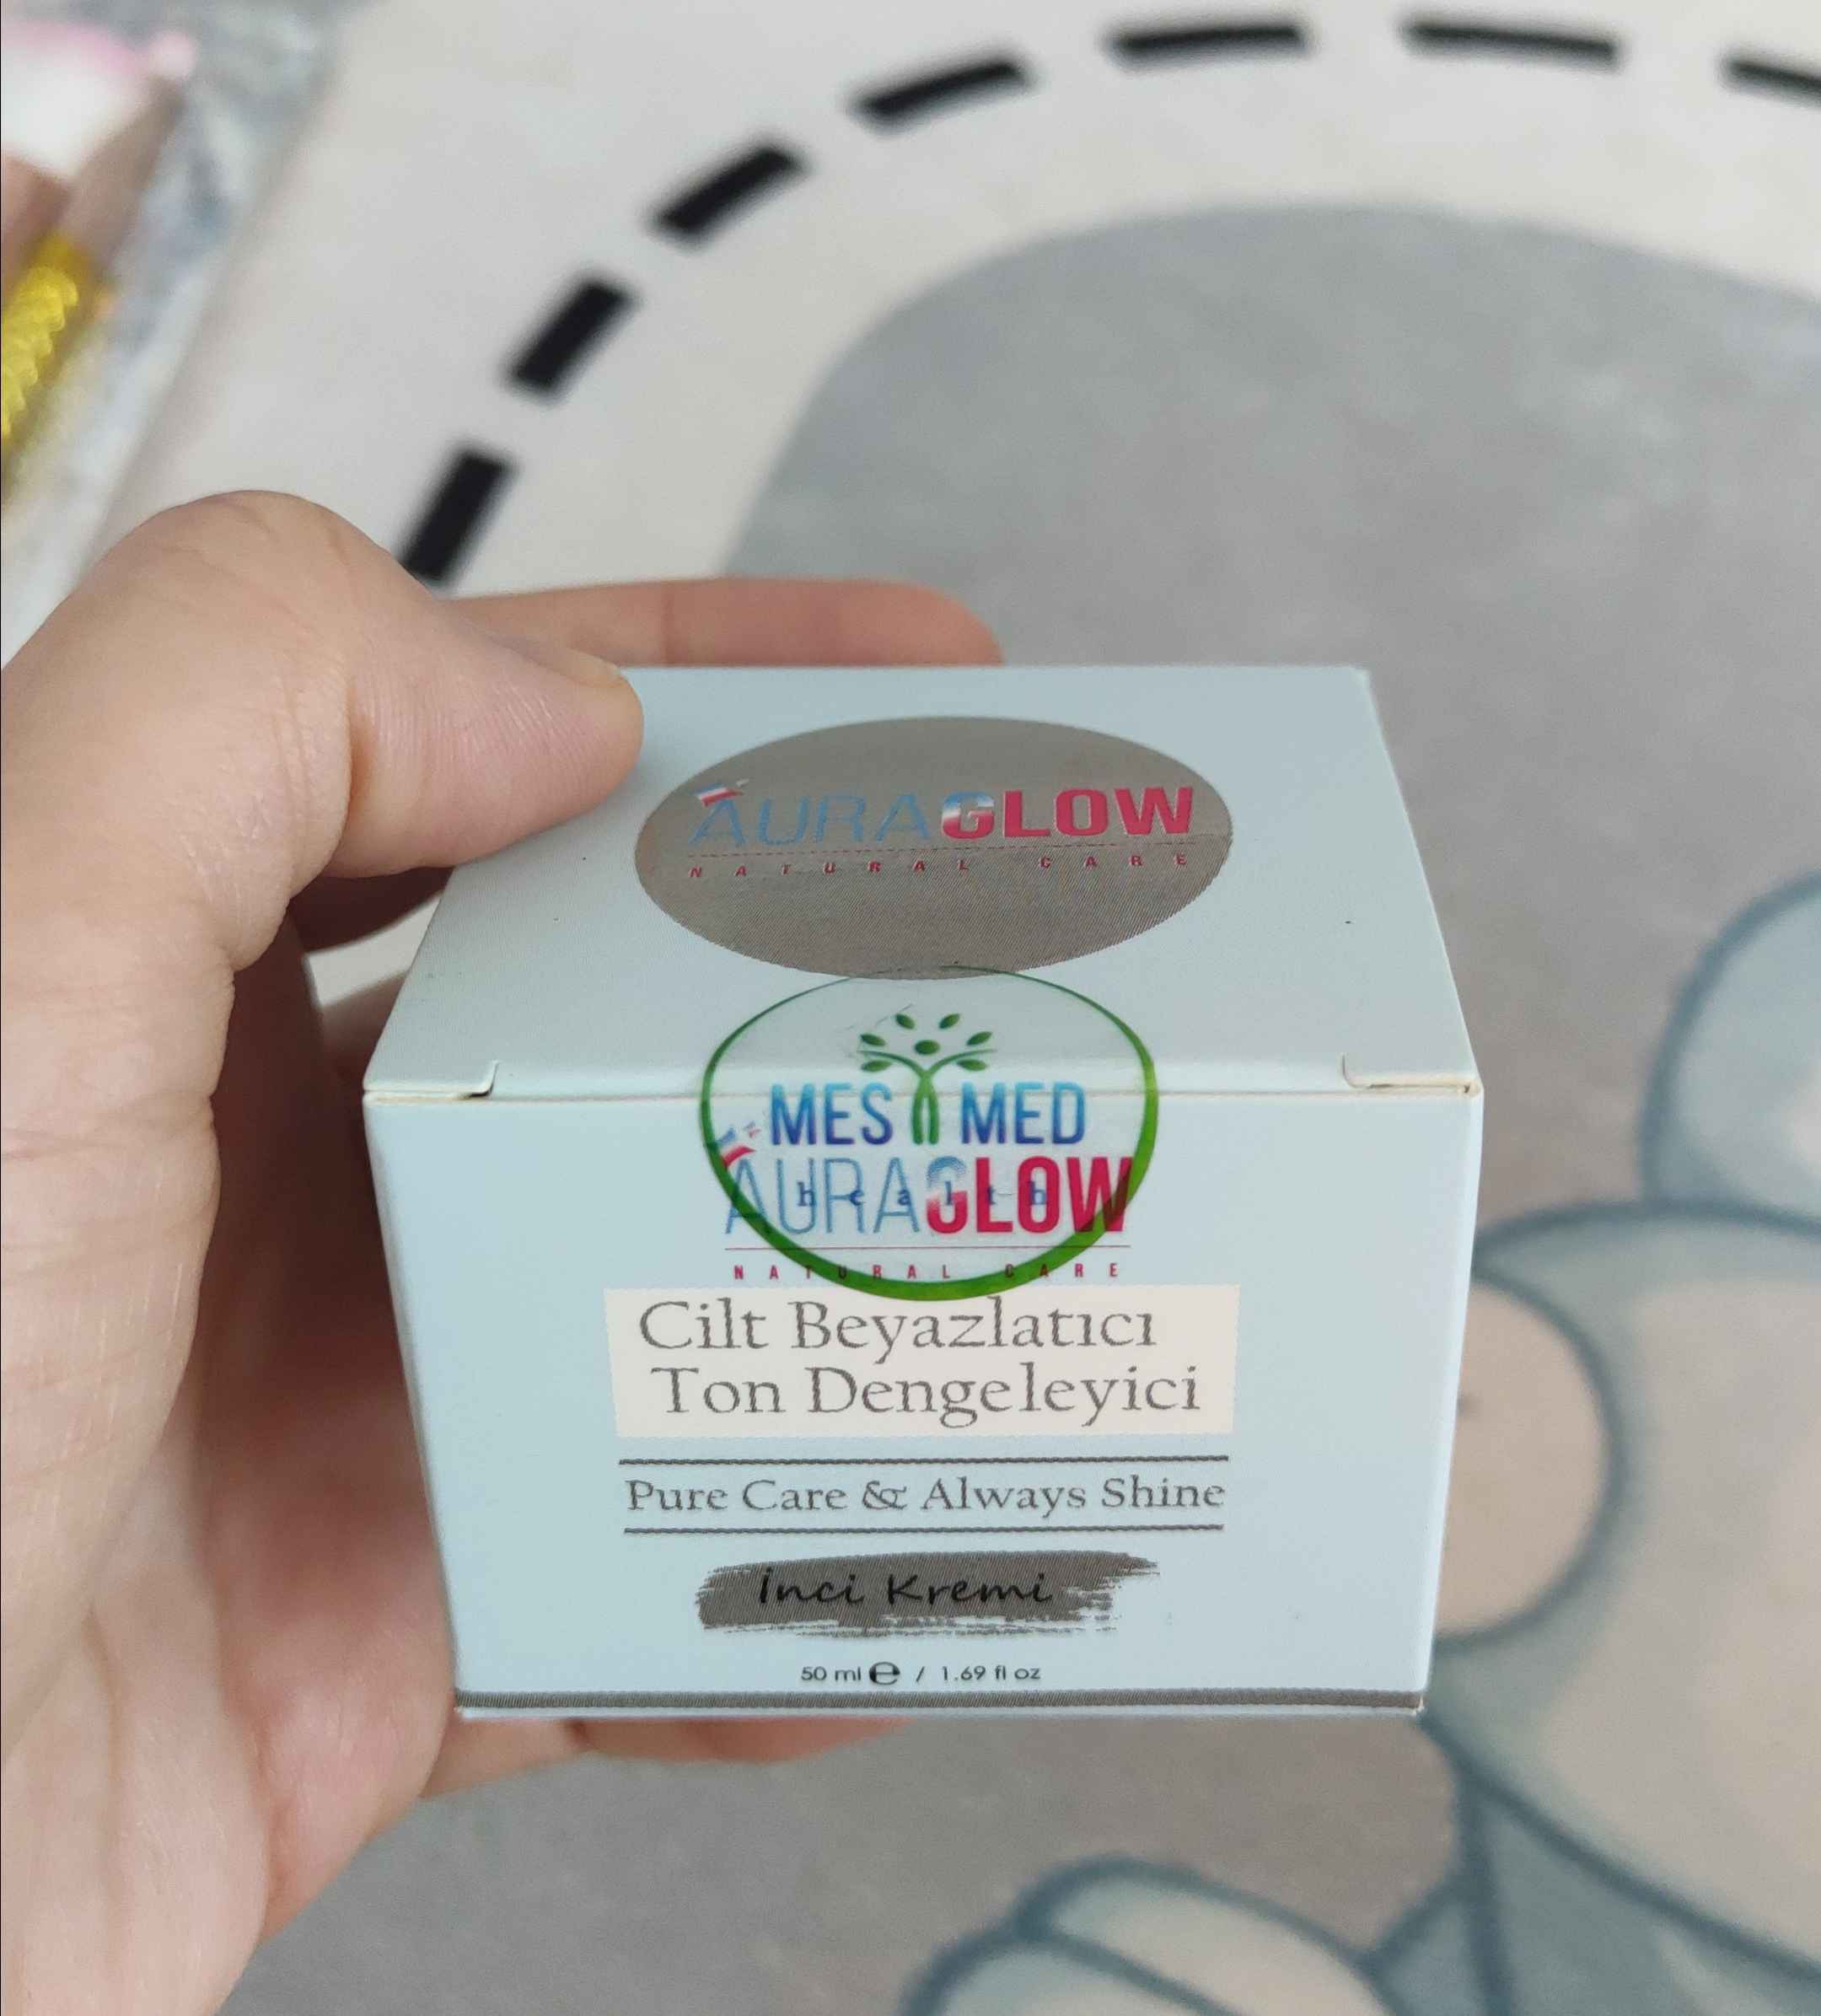 AURAGLOW
NATURAL CARE
MES MED
health
AURAGLOW
NATURAL CARE
Cilt Beyazlatıcı
Ton Dengeleyici
Pure Care & Always Shine
İnci Kremi
50 ml ℮ / 1.69 fl oz